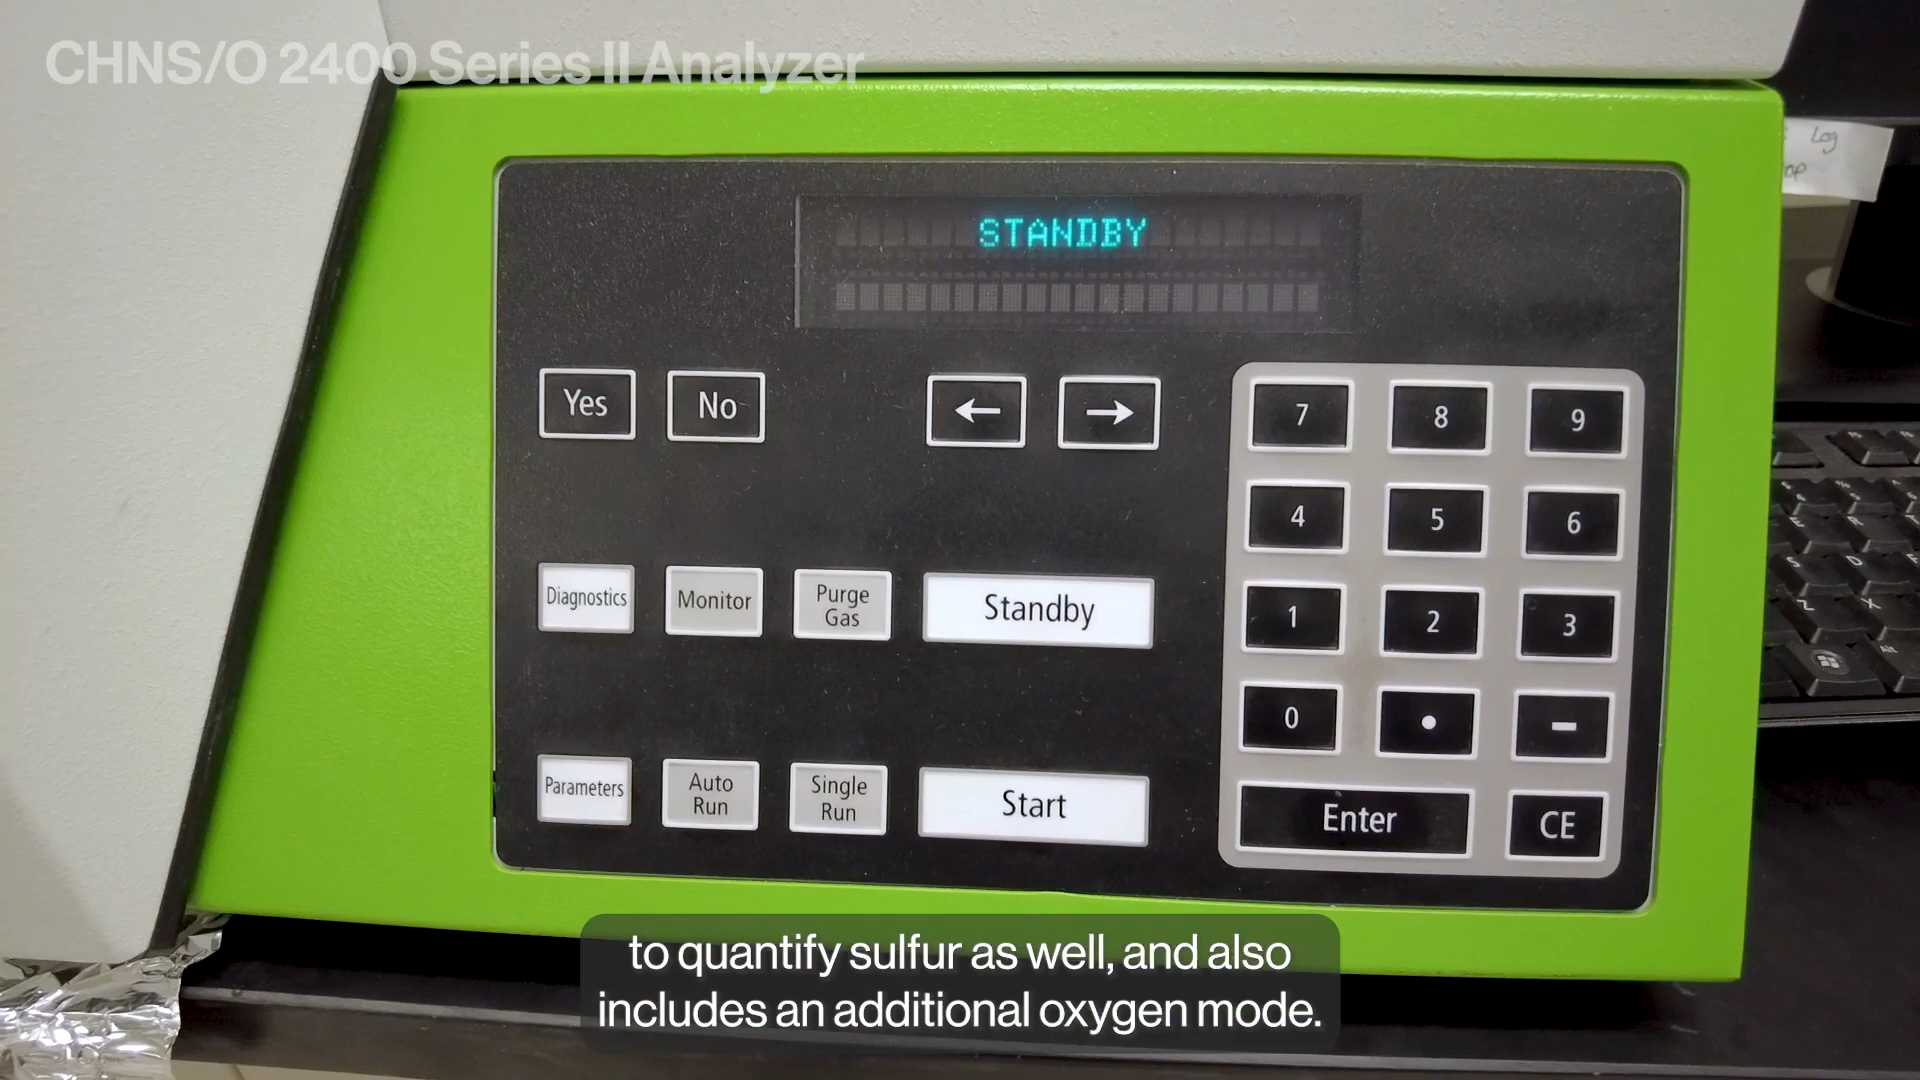 CHNS/O 2400 Series II Analyzer
Log
STANDBY
Yes No ← → 7 8 9
4 5 6
Diagnostics Monitor Purge Gas Standby 1 2 3
0 • -
Parameters Auto Run Single Run Start Enter CE
to quantify sulfur as well, and also
includes an additional oxygen mode.